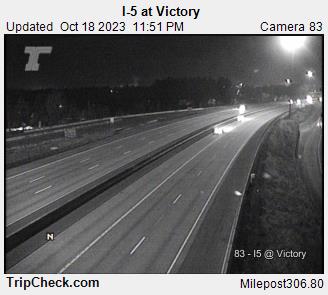 I-5 at Victory
Updated Oct 18 2023 11:51 PM Camera 83
T
N
83 - I5 @ Victory
TripCheck.com Milepost306.80